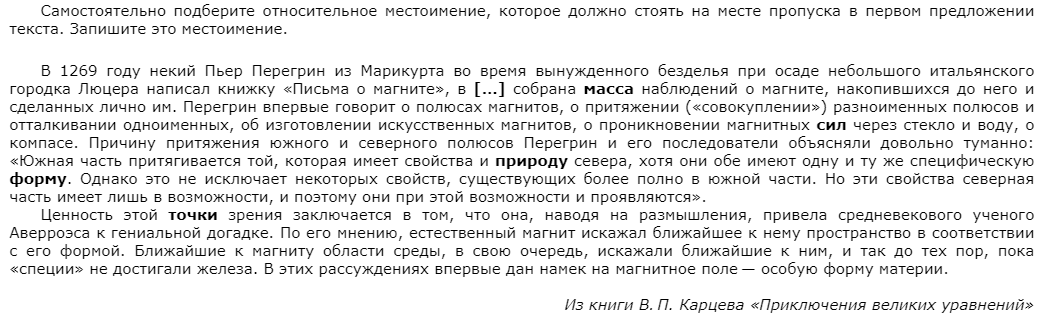 Самостоятельно подберите относительное местоимение, которое должно стоять на месте пропуска в первом предложении
текста. Запишите это местоимение.
В 1269 году некий Пьер Перегрин из Марикурта во время вынужденного безделья при осаде небольшого итальянского
городка Люцера написал книжку «Письма о магните», в [...] собрана масса наблюдений о магните, накопившихся до него и
сделанных лично им. Перегрин впервые говорит о полюсах магнитов, о притяжении («совокуплении») разноименных полюсов и
отталкивании одноименных, об изготовлении искусственных магнитов, о проникновении магнитных сил через стекло и воду, о
компасе. Причину притяжения южного и северного полюсов Перегрин и его последователи объясняли довольно туманно:
«Южная часть притягивается той, которая имеет свойства и природу севера, хотя они обе имеют одну и ту же специфическую
форму. Однако это не исключает некоторых свойств, существующих более полно в южной части. Но эти свойства северная
часть имеет лишь в возможности, и поэтому они при этой возможности и проявляются».
Ценность этой точки зрения заключается в том, что она, наводя на размышления, привела средневекового ученого
Аверроэса к гениальной догадке. По его мнению, естественный магнит искажал ближайшее к нему пространство в соответствии
с его формой. Ближайшие к магниту области среды, в свою очередь, искажали ближайшие к ним, и так до тех пор, пока
«специи» не достигали железа. В этих рассуждениях впервые дан намек на магнитное поле — особую форму материи.
Из книги В. П. Карцева «Приключения великих уравнений»